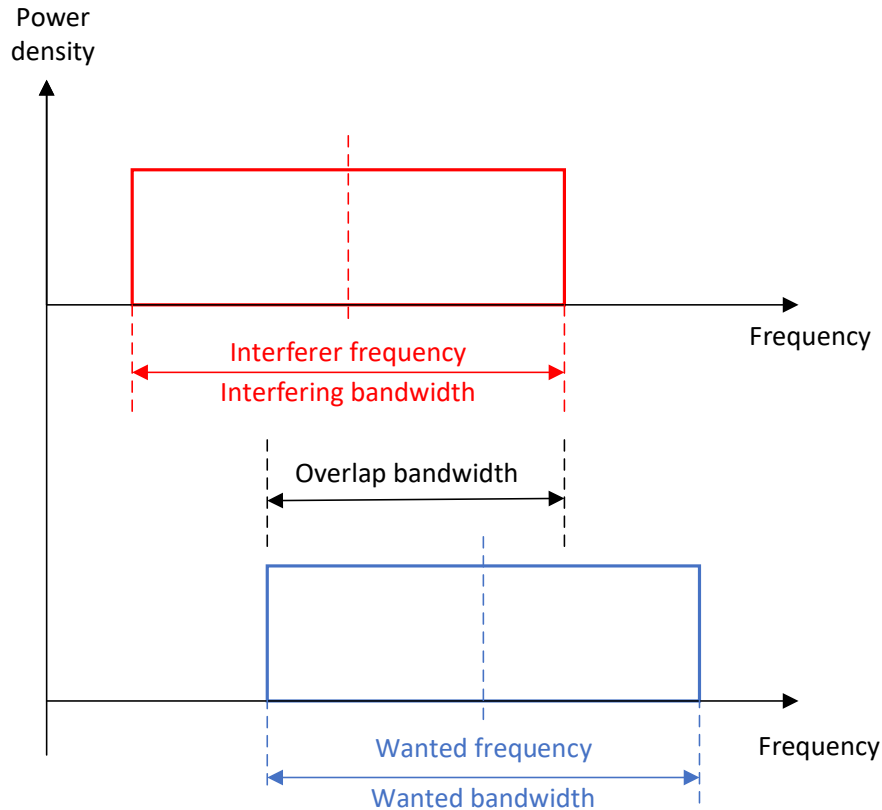 Power
density
Frequency
Interferer frequency
Interfering bandwidth
Overlap bandwidth
Wanted frequency
Frequency
Wanted bandwidth